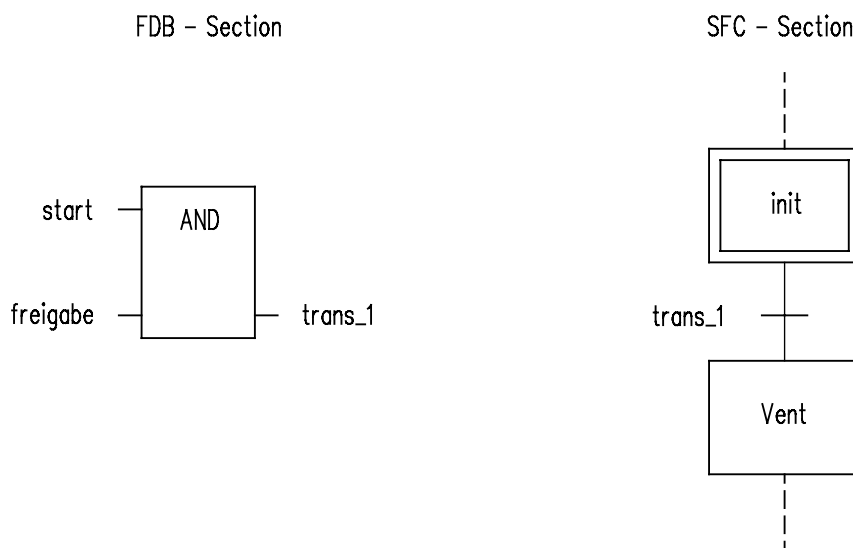 FDB - Section
SFC - Section
start
AND
init
freigabe
trans_1
trans_1
Vent